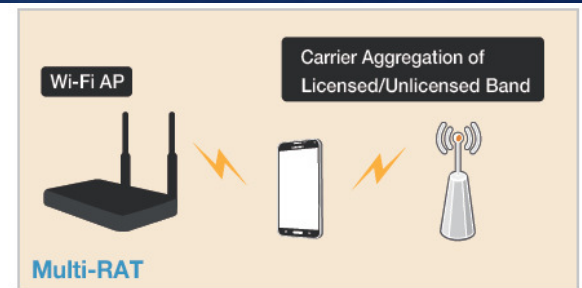 Carrier Aggregation of
Licensed/Unlicensed Band
Wi-Fi AP
Multi-RAT